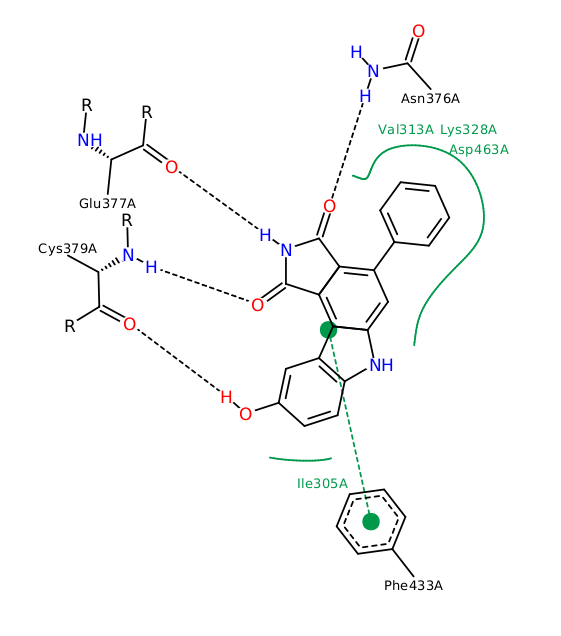 O
H
N
H
Asn376A
R
R
NH
O
Glu377A
Val313A Lys328A
Asp463A
R
Cys379A
N
H
H
N
O
O
R
O
NH
H
O
Ile305A
Phe433A